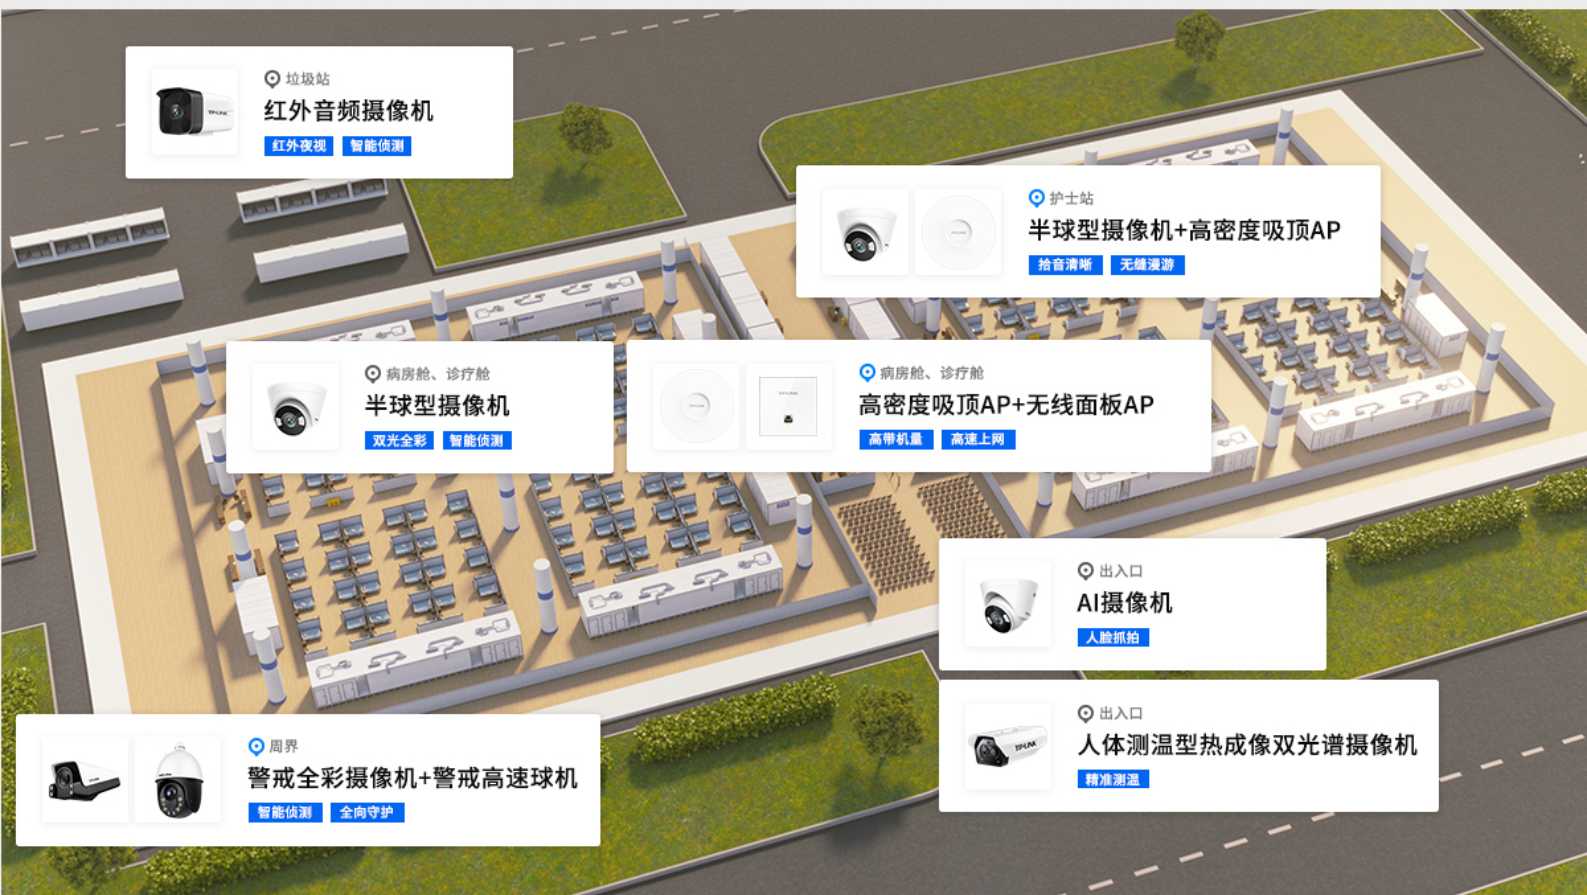 垃圾站
红外音频摄像机
红外夜视 智能侦测
TP-LINK
护士站
半球型摄像机+高密度吸顶AP
拾音清晰 无缝漫游
病房舱、诊疗舱
半球型摄像机
双光全彩 智能侦测
病房舱、诊疗舱
高密度吸顶AP+无线面板AP
高带机量 高速上网
TP-LINK
出入口
AI摄像机
人脸抓拍
出入口
人体测温型热成像双光谱摄像机
精准测温
TP-LINK
周界
警戒全彩摄像机+警戒高速球机
智能侦测 全向守护